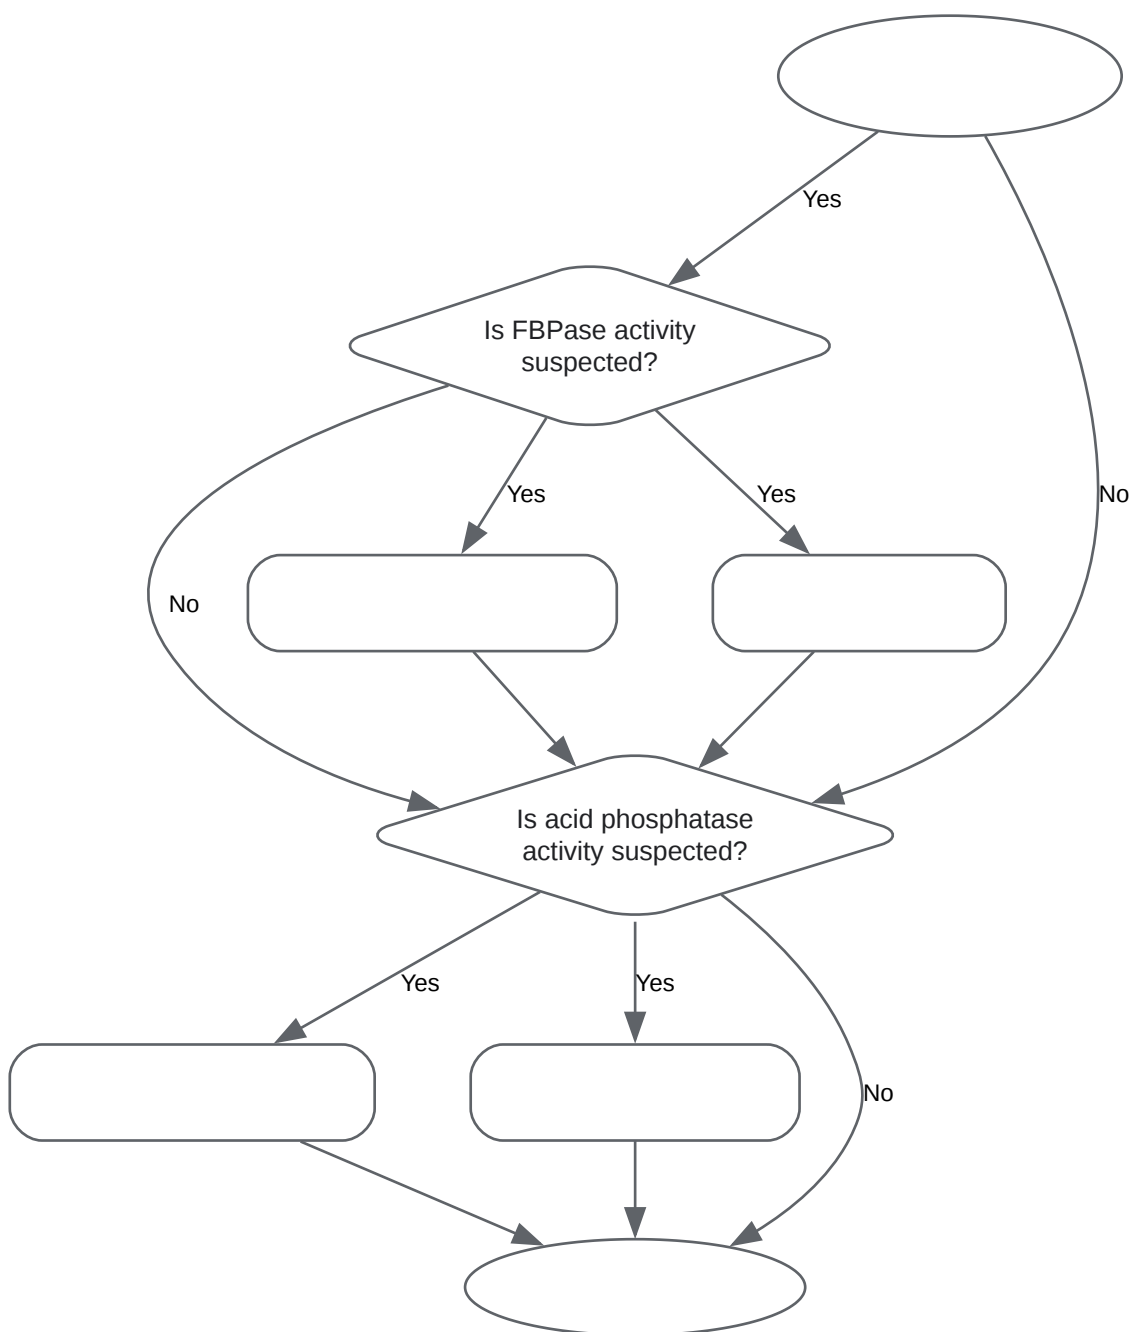 Yes
Is FBPase activity
suspected?
Yes
Yes
No
No
Is acid phosphatase
activity suspected?
Yes
Yes
No